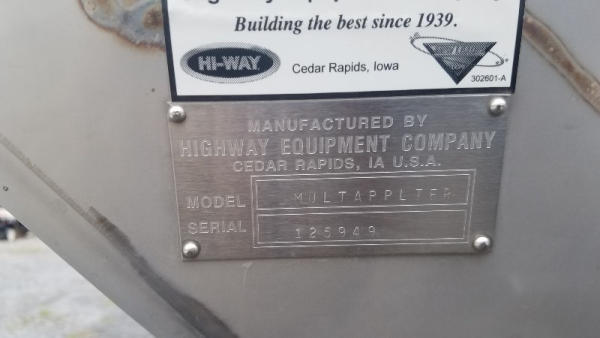 Building the best since 1939.
HI-WAY
Cedar Rapids, Iowa
302601-A
MANUFACTURED BY
HIGHWAY EQUIPMENT COMPANY
CEDAR RAPIDS, IA U.S.A.
MODEL MULTAPPLTER
SERIAL 125949